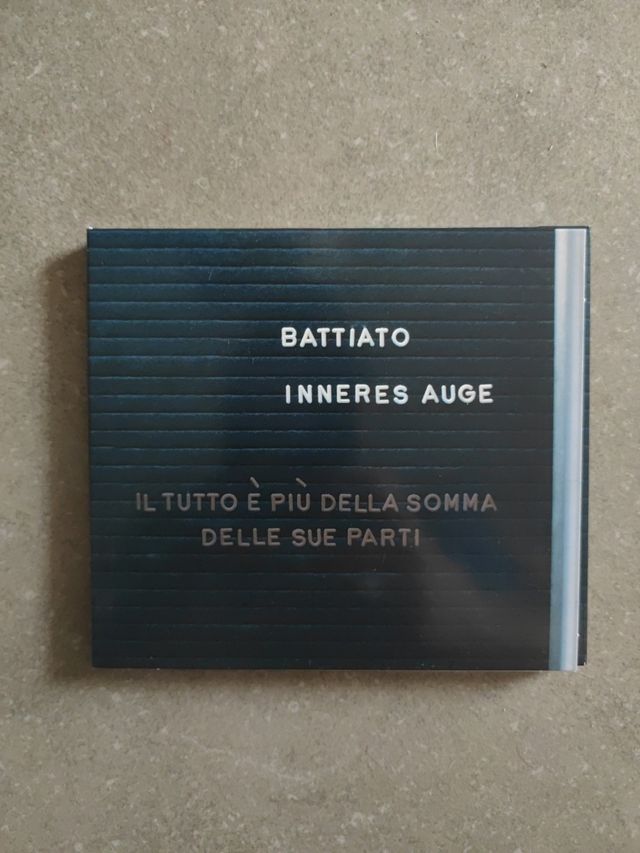 BATTIATO
INNERES AUGE
IL TUTTO È PIÙ DELLA SOMMA
DELLE SUE PARTI